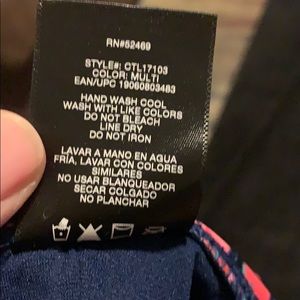 RN#52469
STYLE#: CTL17103
COLOR: MULTI
EAN/UPC 19060803483
HAND WASH COOL
WASH WITH LIKE COLORS
DO NOT BLEACH
LINE DRY
DO NOT IRON
LAVAR A MANO EN AGUA
FRÍA, LAVAR CON COLORES
SIMILARES
NO USAR BLANQUEADOR
SECAR COLGADO
NO PLANCHAR